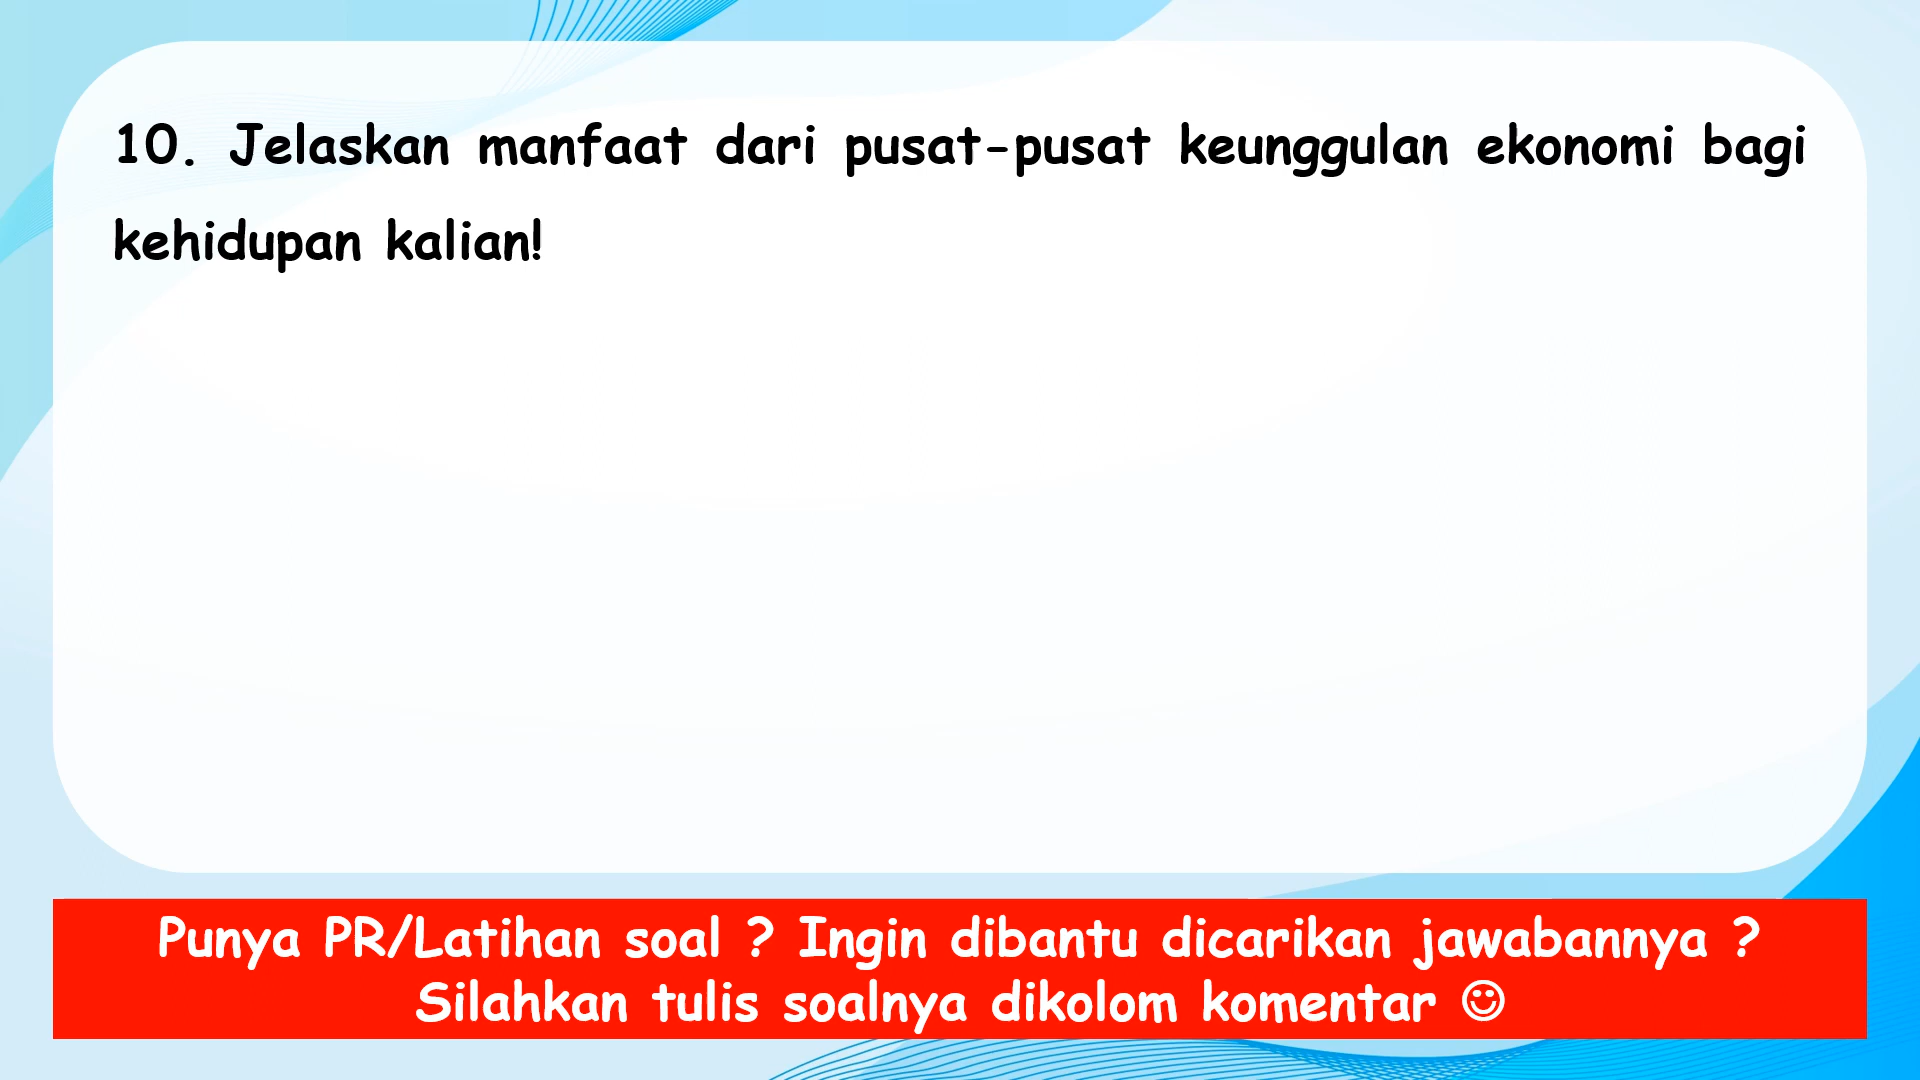 10. Jelaskan manfaat dari pusat-pusat keunggulan ekonomi bagi
kehidupan kalian!
Punya PR/Latihan soal ? Ingin dibantu dicarikan jawabannya ?
Silahkan tulis soalnya dikolom komentar ☺